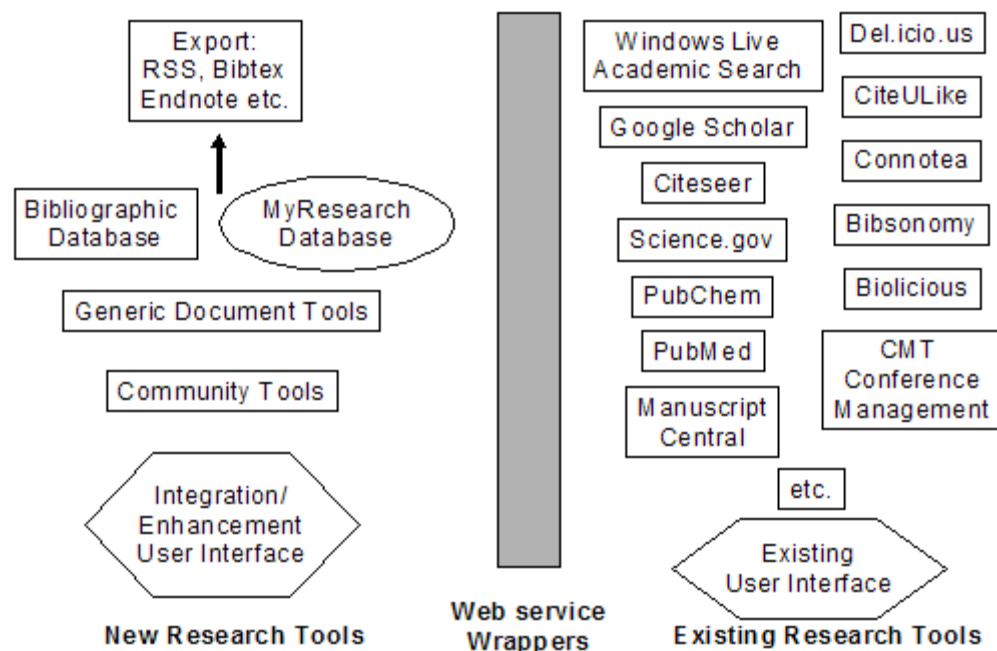 Export:
RSS, Bibtex
Endnote etc.
Bibliographic
Database
MyResearch
Database
Generic Document Tools
Community Tools
Integration/
Enhancement
User Interface
New Research Tools
Web service
Wrappers
Windows Live
Academic Search
Google Scholar
Citeseer
Science.gov
PubChem
PubMed
Manuscript
Central
Del.icio.us
CiteULike
Connotea
Bibsonomy
Biolicious
CMT
Conference
Management
etc.
Existing
User Interface
Existing Research Tools